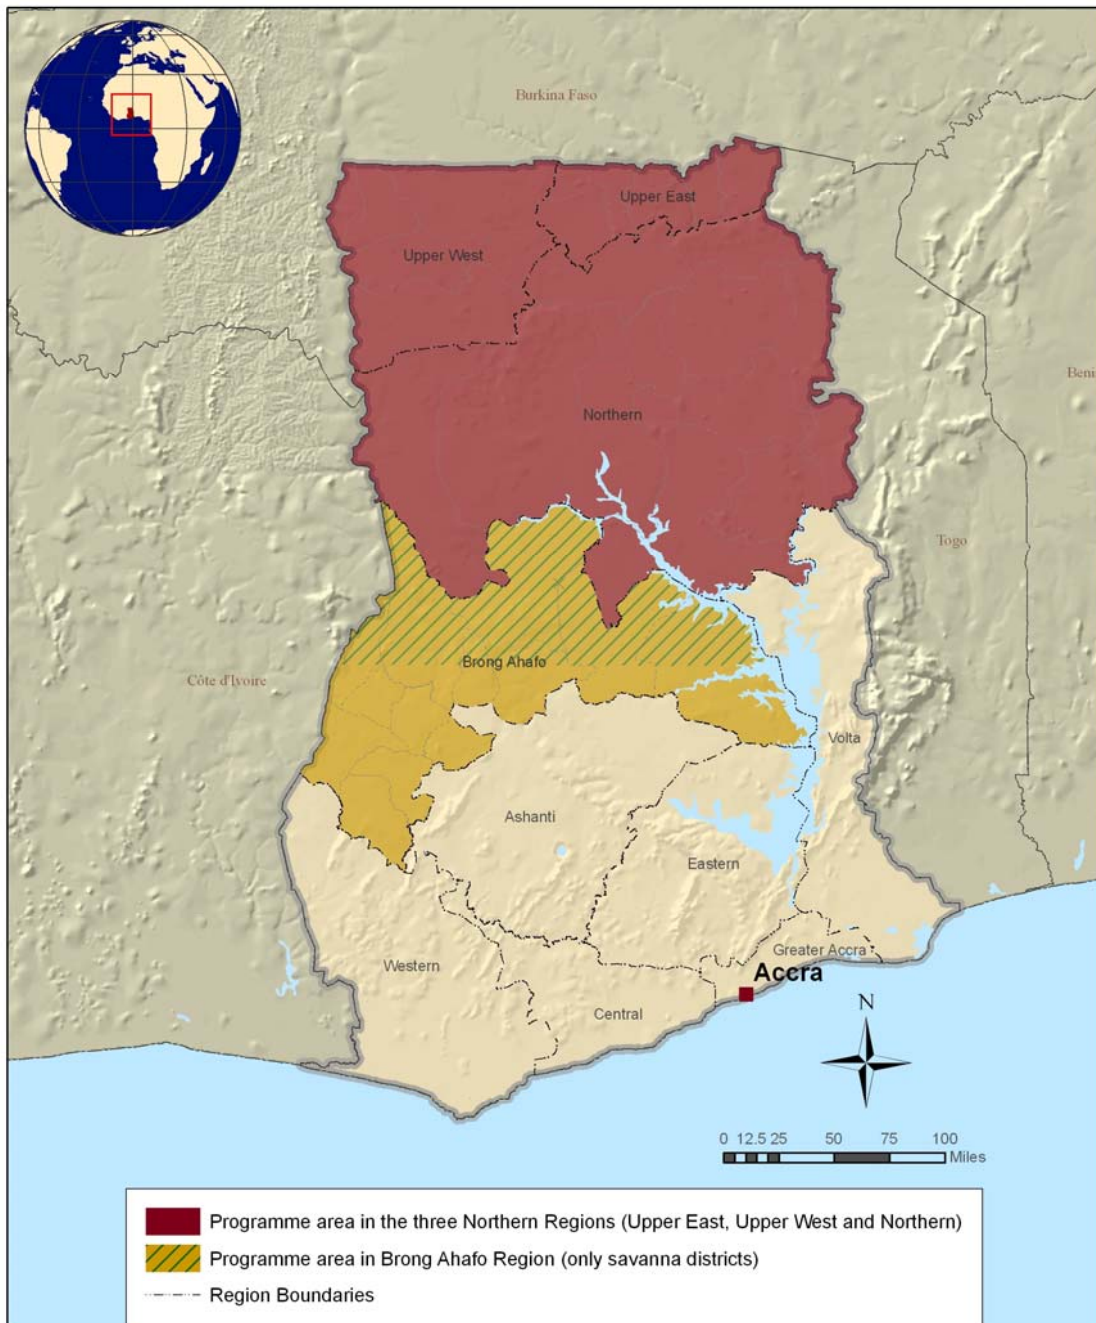 Burkina Faso
Upper East
Upper West
Benin
Northern
Togo
Brong Ahafo
Côte d'Ivoire
Volta
Ashanti
Eastern
Western
Greater Accra
Accra
Central
N
0 12.5 25 50 75 100
Miles
Programme area in the three Northern Regions (Upper East, Upper West and Northern)
Programme area in Brong Ahafo Region (only savanna districts)
Region Boundaries